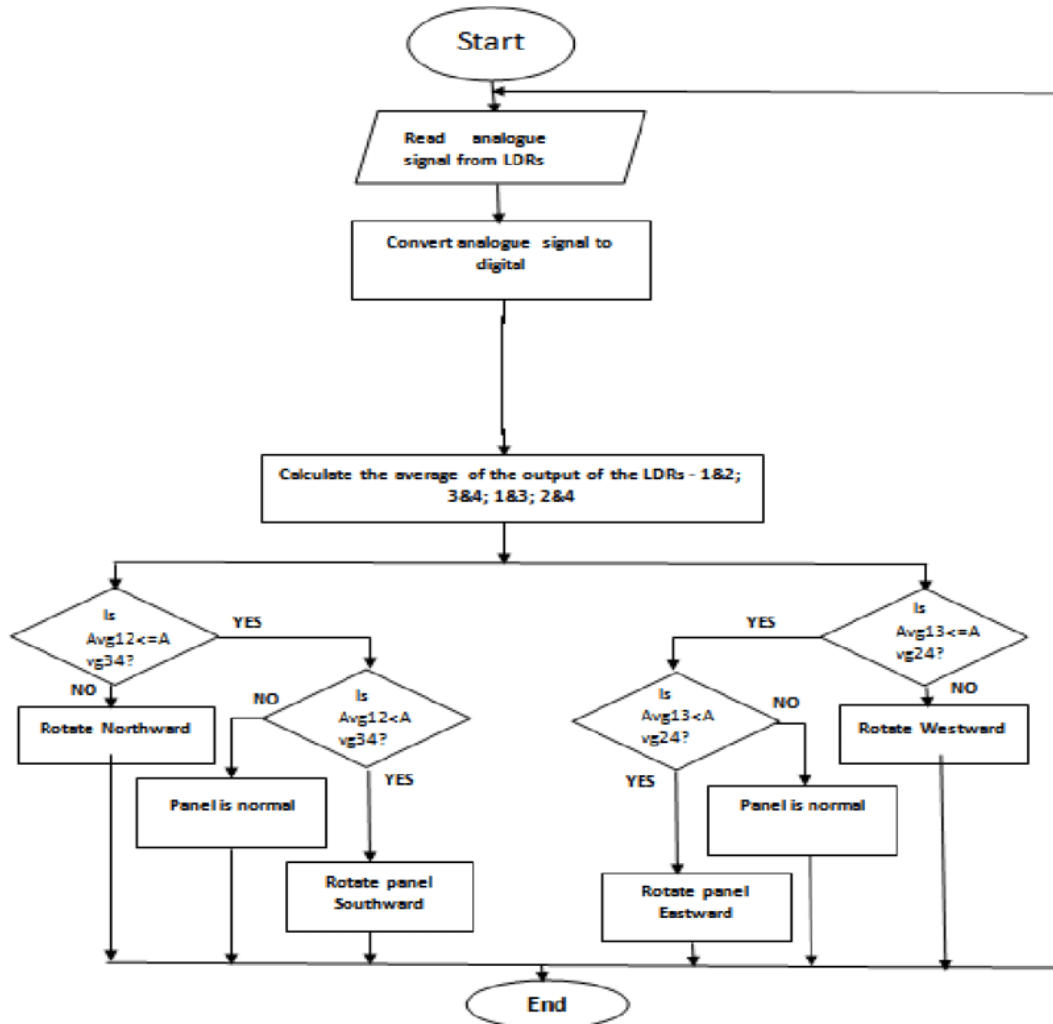 Start
Read analogue
signal from LDRs
Convert analogue signal to
digital
Calculate the average of the output of the LDRs - 1&2;
3&4; 1&3; 2&4
Is
Avg12<=A
vg34?
YES
NO
Rotate Northward
Is
Avg12<A
vg34?
NO
YES
Panel is normal
Rotate panel
Southward
Is
Avg13<=A
vg24?
YES
NO
Rotate Westward
Is
Avg13<A
vg24?
NO
YES
Panel is normal
Rotate panel
Eastward
End